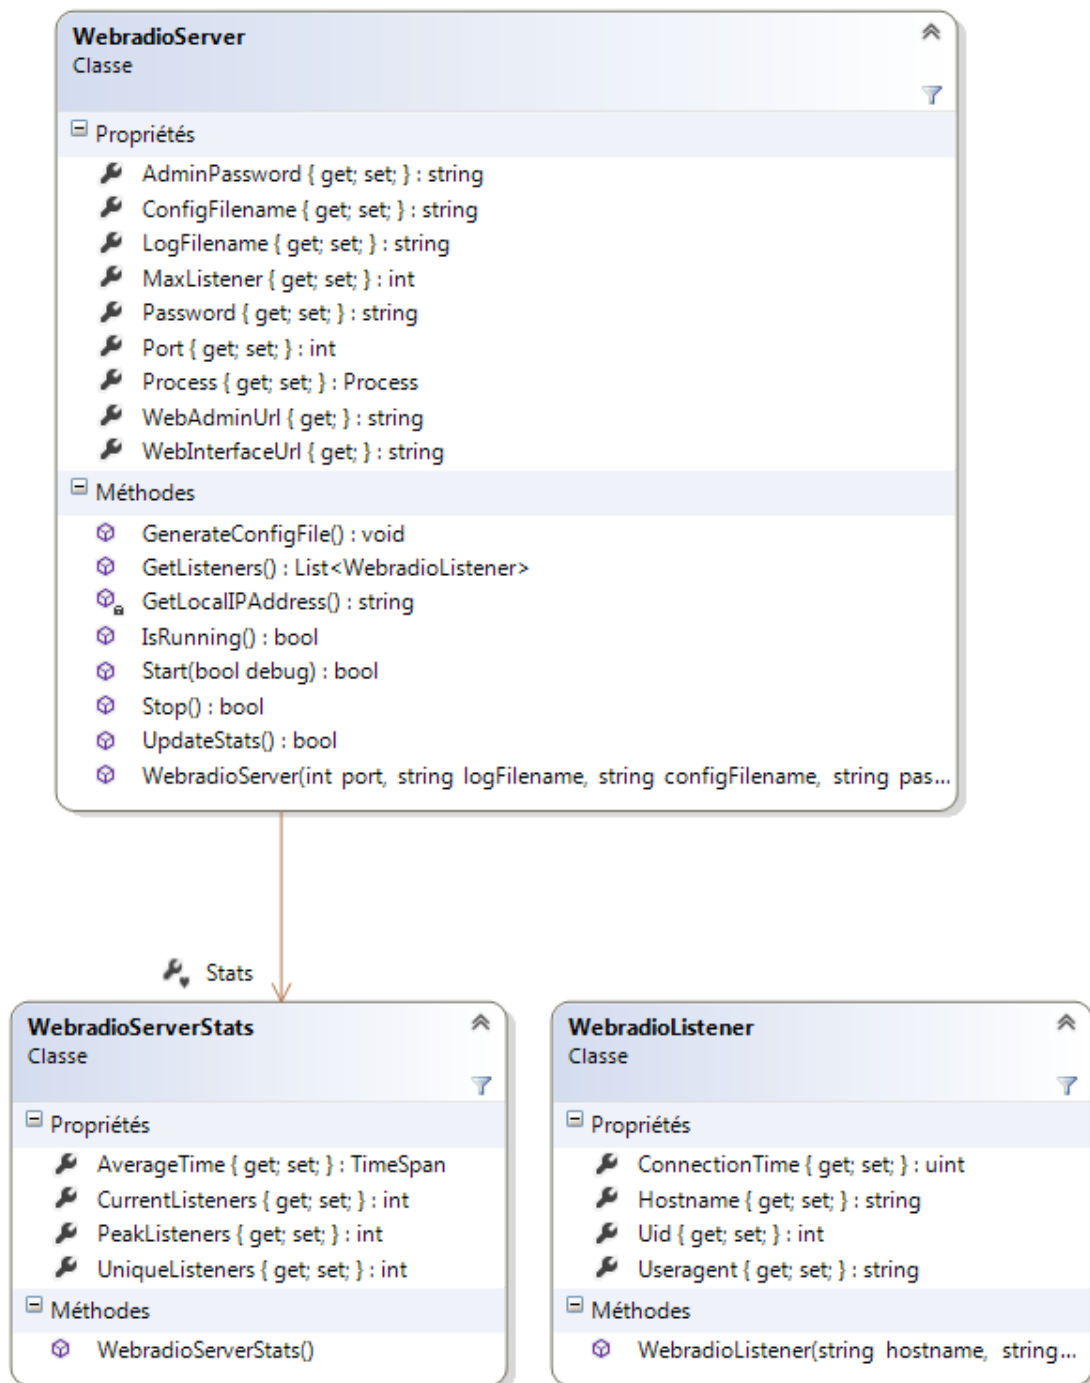 WebradioServer
Classe
Propriétés
AdminPassword { get; set; } : string
ConfigFilename { get; set; } : string
LogFilename { get; set; } : string
MaxListener { get; set; } : int
Password { get; set; } : string
Port { get; set; } : int
Process { get; set; } : Process
WebAdminUrl { get; } : string
WebInterfaceUrl { get; } : string
Méthodes
GenerateConfigFile() : void
GetListeners() : List<WebradioListener>
GetLocalIPAddress() : string
IsRunning() : bool
Start(bool debug) : bool
Stop() : bool
UpdateStats() : bool
WebradioServer(int port, string logFilename, string configFilename, string pas...
Stats
WebradioServerStats
Classe
Propriétés
AverageTime { get; set; } : TimeSpan
CurrentListeners { get; set; } : int
PeakListeners { get; set; } : int
UniqueListeners { get; set; } : int
Méthodes
WebradioServerStats()
WebradioListener
Classe
Propriétés
ConnectionTime { get; set; } : uint
Hostname { get; set; } : string
Uid { get; set; } : int
Useragent { get; set; } : string
Méthodes
WebradioListener(string hostname, string...